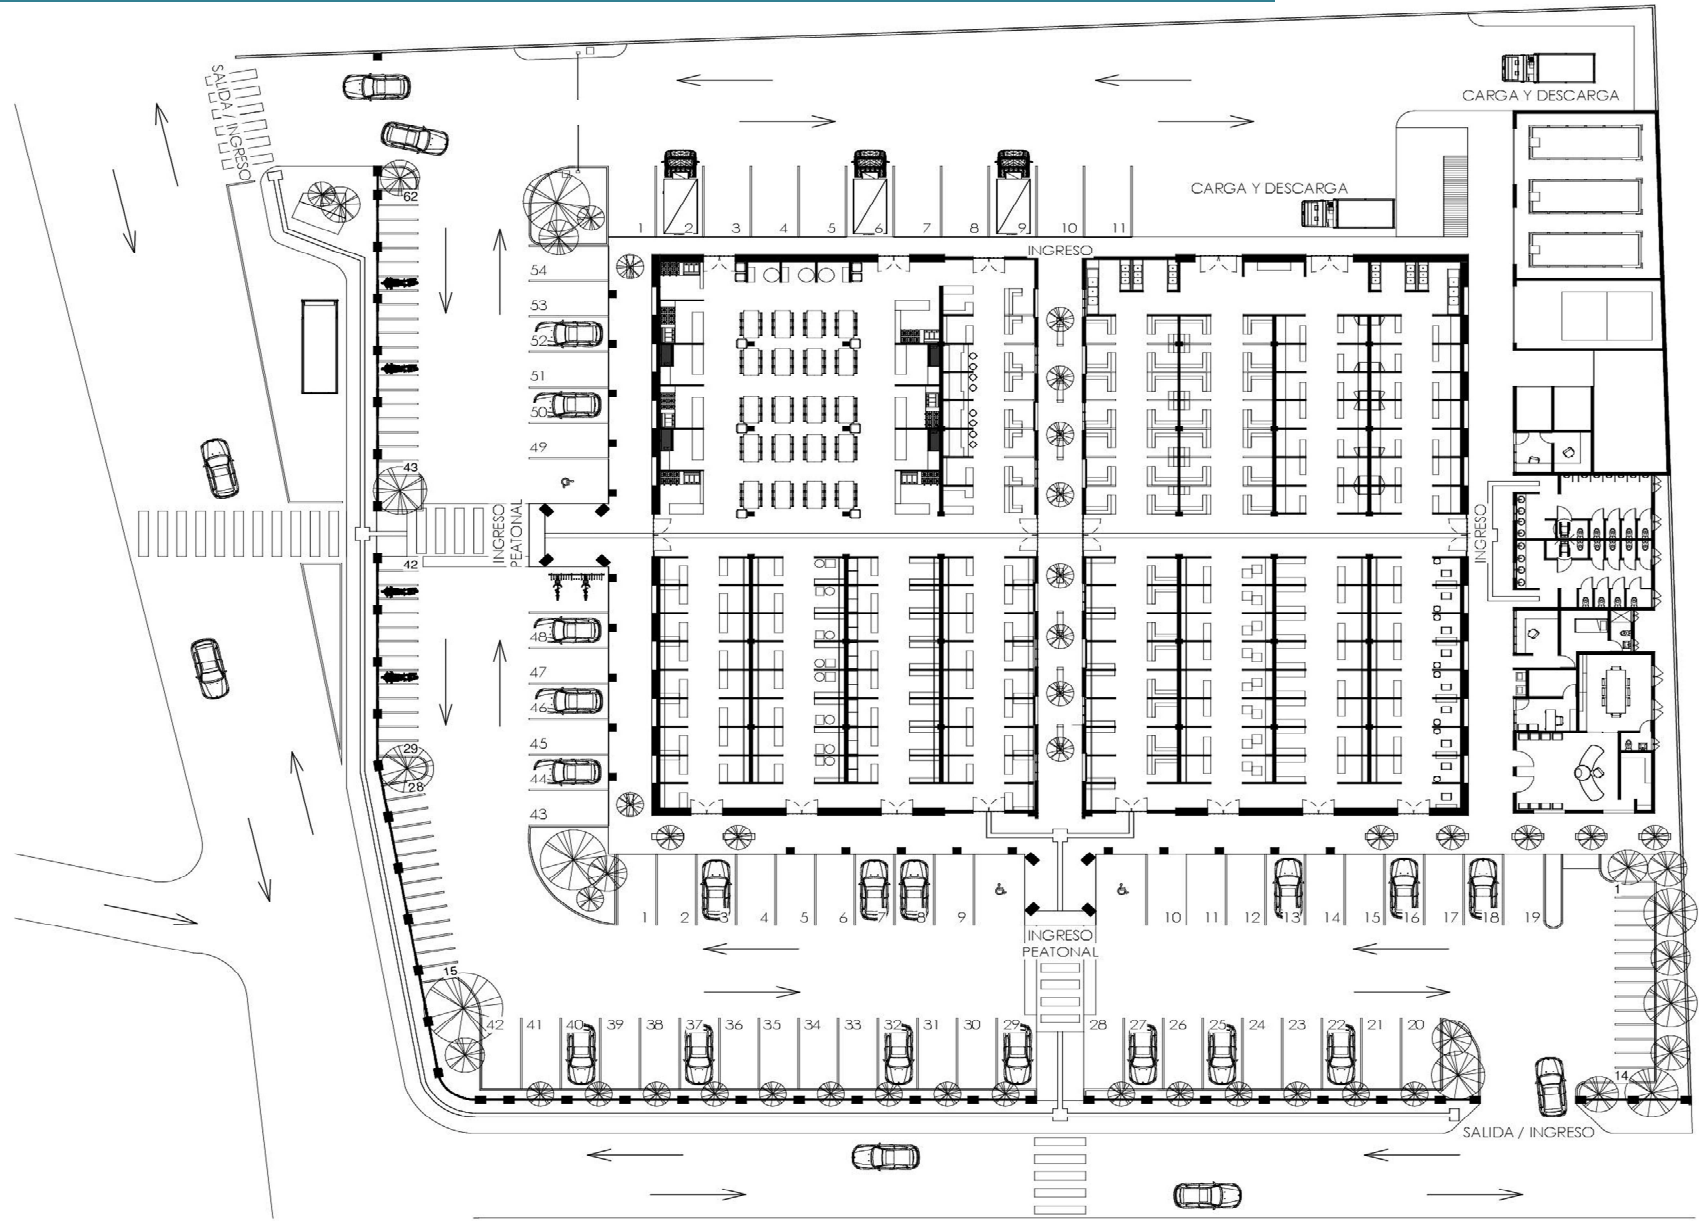 SALIDA / INGRESO
CARGA Y DESCARGA
CARGA Y DESCARGA
62
1 2 3 4 5 6 7 8 9 10 11
INGRESO
54
53
52
51
50
49
43
INGRESO
PEATONAL
INGRESO
42
48
47
46
45
44
43
29
28
15
1 2 3 4 5 6 7 8 9 10 11 12 13 14 15 16 17 18 19
1
INGRESO
PEATONAL
42 41 40 39 38 37 36 35 34 33 32 31 30 29 28 27 26 25 24 23 22 21 20
14
SALIDA / INGRESO